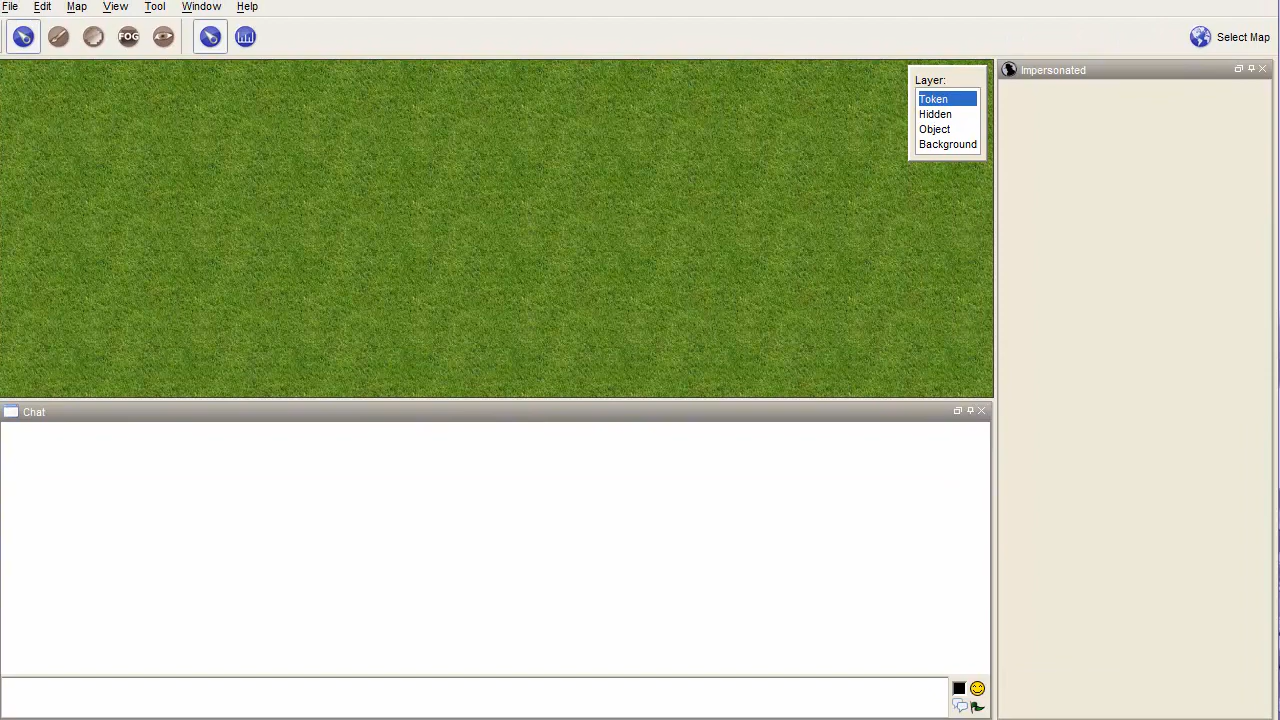 File Edit Map View Tool Window Help
FOG
Select Map
Layer:
Token
Hidden
Object
Background
Impersonated
Chat